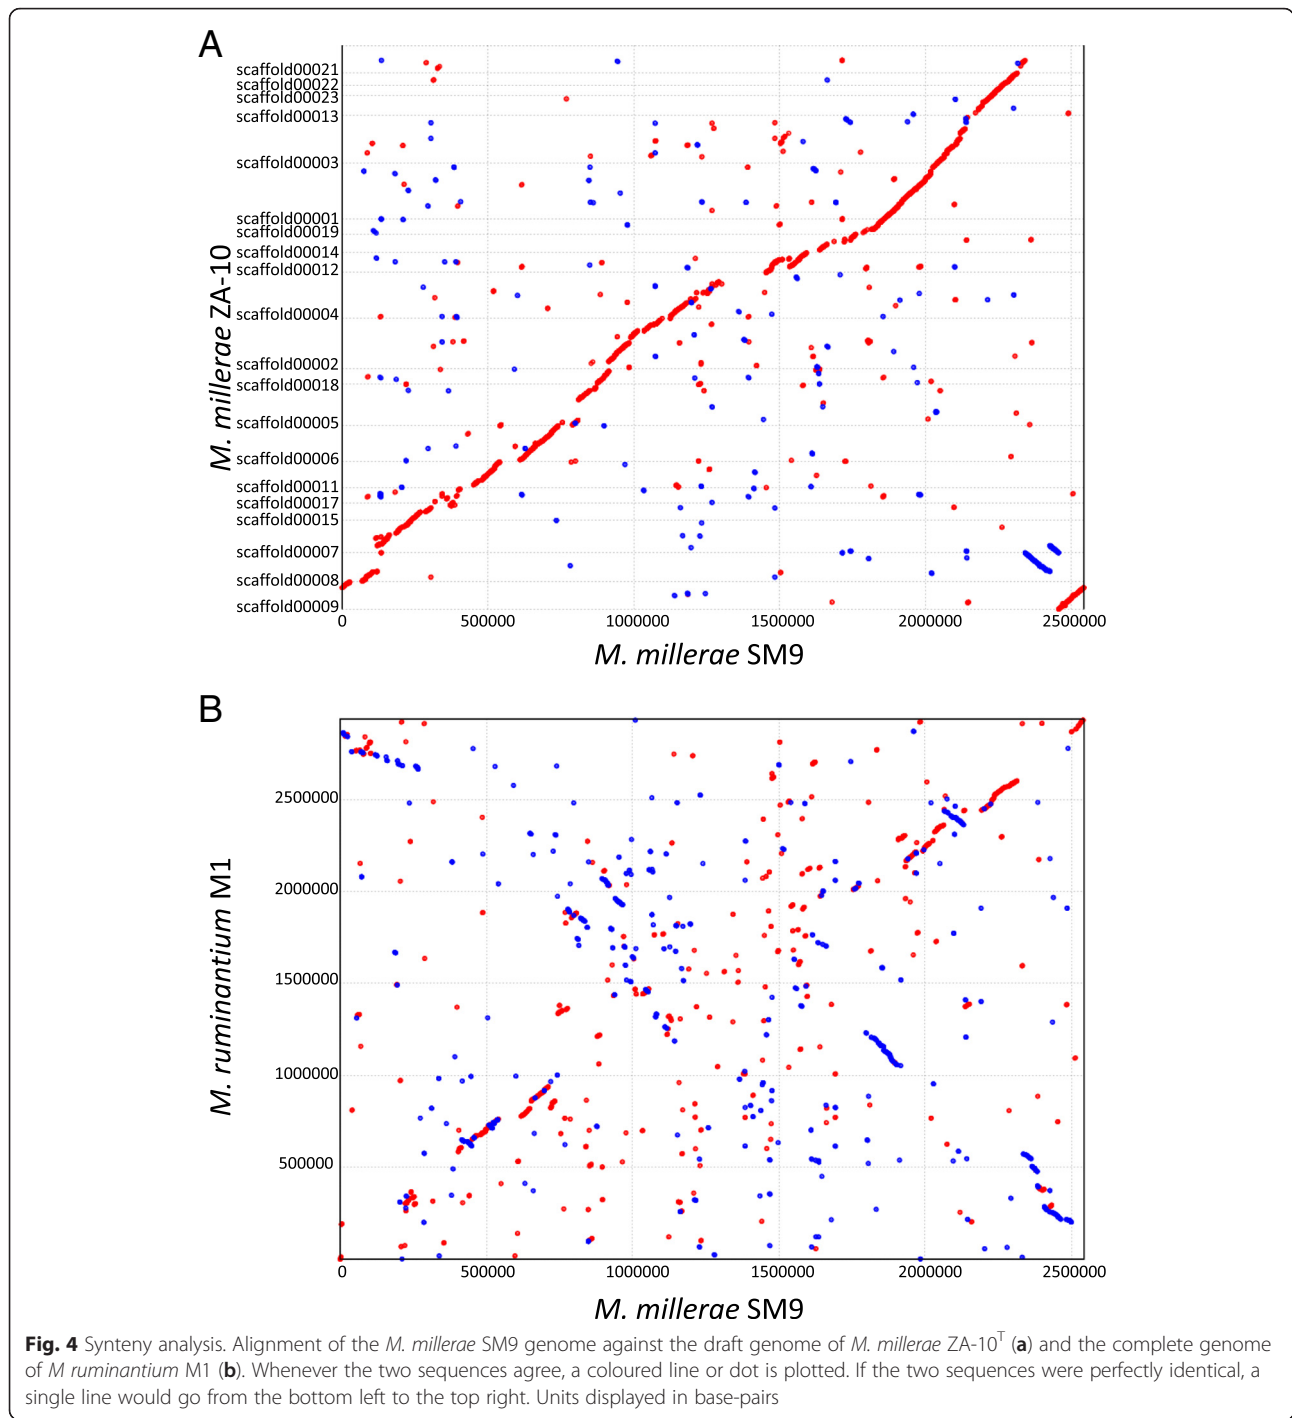 A
scaffold00021
scaffold00022
scaffold00023
scaffold00013
scaffold00003
scaffold00001
scaffold00019
scaffold00014
scaffold00012
scaffold00004
scaffold00002
scaffold00018
scaffold00005
scaffold00006
scaffold00011
scaffold00017
scaffold00015
scaffold00007
scaffold00008
scaffold00009
M. millerae ZA-10
0 500000 1000000 1500000 2000000 2500000
M. millerae SM9
B
2500000
2000000
1500000
1000000
500000
M. ruminantium M1
0 500000 1000000 1500000 2000000 2500000
M. millerae SM9
Fig. 4 Synteny analysis. Alignment of the M. millerae SM9 genome against the draft genome of M. millerae ZA-10T (a) and the complete genome
of M ruminantium M1 (b). Whenever the two sequences agree, a coloured line or dot is plotted. If the two sequences were perfectly identical, a
single line would go from the bottom left to the top right. Units displayed in base-pairs